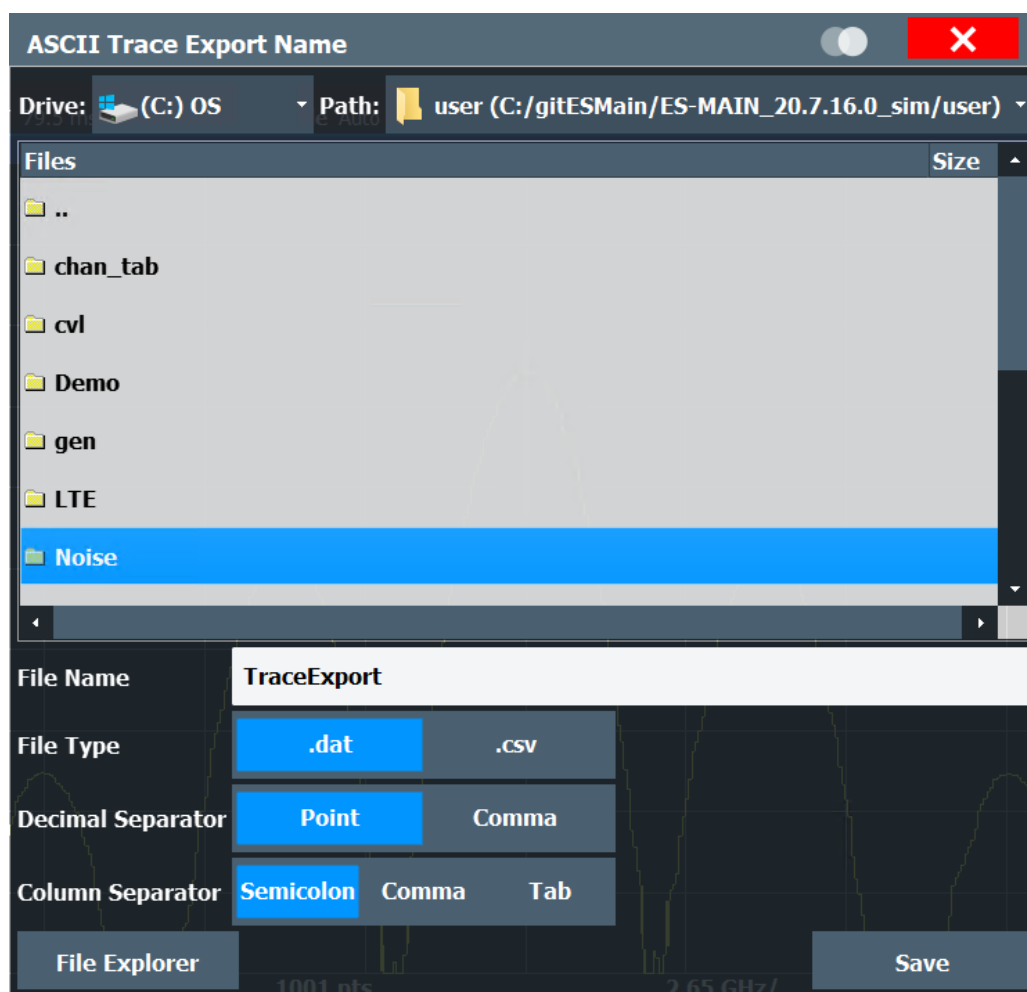 ASCII Trace Export Name
Drive: (C:) OS Path: user (C:/gitESMain/ES-MAIN_20.7.16.0_sim/user)
Files Size
..
chan_tab
cvl
Demo
gen
LTE
Noise
File Name TraceExport
File Type .dat .csv
Decimal Separator Point Comma
Column Separator Semicolon Comma Tab
File Explorer Save
1001 pts 2.65 GHz/